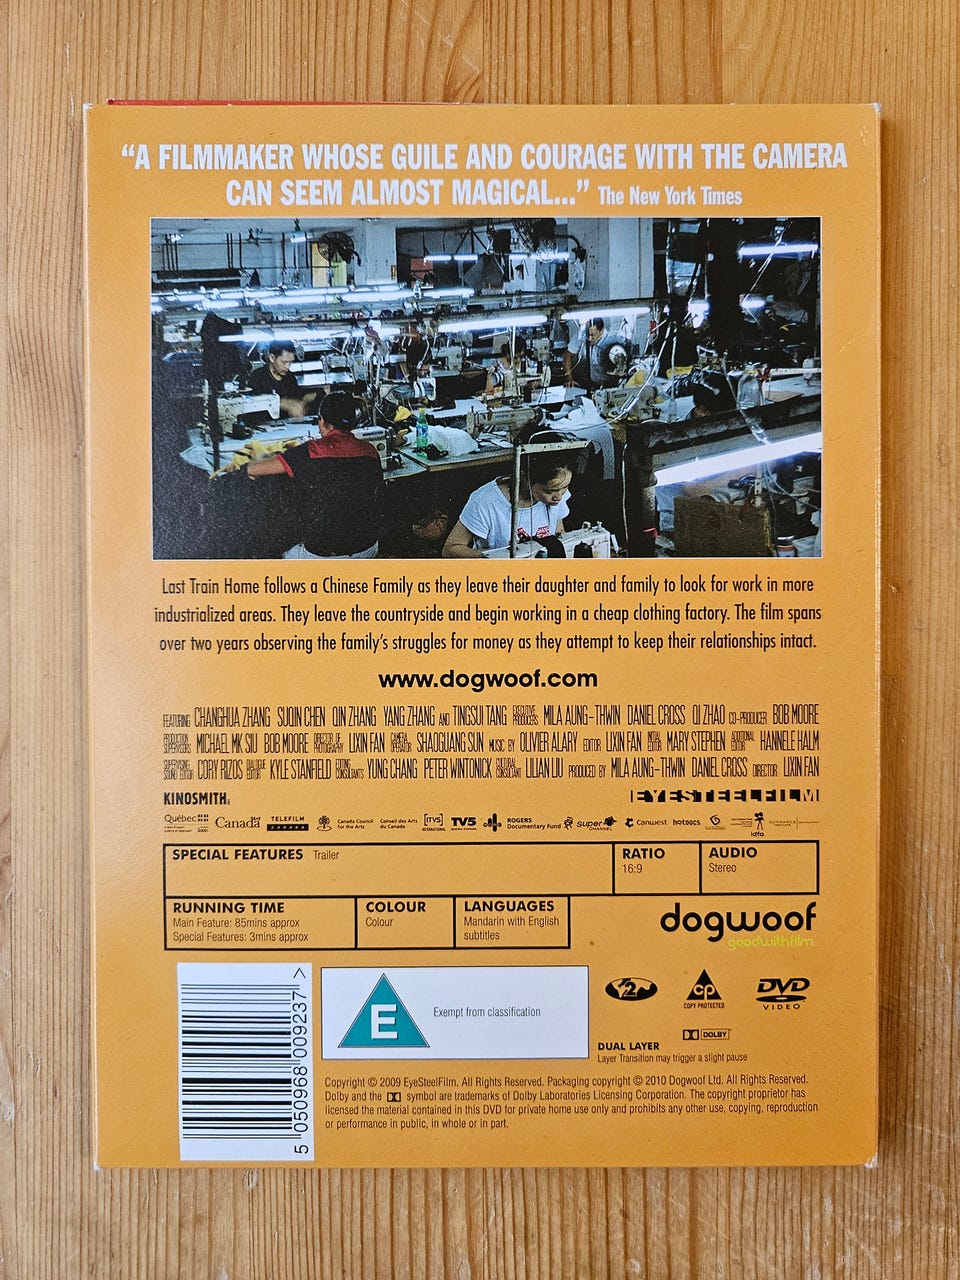 “A FILMMAKER WHOSE GUILE AND COURAGE WITH THE CAMERA
CAN SEEM ALMOST MAGICAL...” The New York Times
Last Train Home follows a Chinese Family as they leave their daughter and family to look for work in more
industrialized areas. They leave the countryside and begin working in a cheap clothing factory. The film spans
over two years observing the family's struggles for money as they attempt to keep their relationships intact.
www.dogwoof.com
FEATURING CHANGHUA ZHANG SUQIN CHEN QIN ZHANG YANG ZHANG AND TINGSUI TANG EXECUTIVE PRODUCERS MILA AUNG-THWIN DANIEL CROSS QI ZHAO CO-PRODUCER BOB MOORE
PRODUCTION SUPERVISORS MICHAEL MK SIU BOB MOORE DIRECTOR OF PHOTOGRAPHY LIXIN FAN CAMERA OPERATOR SHAOGUANG SUN MUSIC BY OLIVIER ALARY EDITOR LIXIN FAN INITIAL EDITOR MARY STEPHEN ADDITIONAL EDITOR HANNELE HALM
SUPERVISING SOUND EDITOR CORY RIZOS DIALOGUE EDITOR KYLE STANFIELD EDITING CONSULTANTS YUNG CHANG PETER WINTONICK CULTURAL CONSULTANT LILIAN LIU PRODUCED BY MILA AUNG-THWIN DANIEL CROSS DIRECTOR LIXIN FAN
KINOSMITH. EYESTEELFILM
Québec Canada TELEFILM CANADA Canada Council for the Arts Conseil des Arts du Canada ITVS INTERNATIONAL TV5 ROGERS Documentary Fund super CHANNEL Canwest hotDOCS idfa
SPECIAL FEATURES Trailer
RATIO
16:9
AUDIO
Stereo
RUNNING TIME
Main Feature: 85mins approx
Special Features: 3mins approx
COLOUR
Colour
LANGUAGES
Mandarin with English
subtitles
dogwoof
goodwithfilm
5 050968 009237 >
E
Exempt from classification
2
CP
COPY PROTECTED
DVD
VIDEO
DOLBY
DUAL LAYER
Layer Transition may trigger a slight pause
Copyright © 2009 EyeSteelFilm. All Rights Reserved. Packaging copyright © 2010 Dogwoof Ltd. All Rights Reserved.
Dolby and the symbol are trademarks of Dolby Laboratories Licensing Corporation. The copyright proprietor has
licensed the material contained in this DVD for private home use only and prohibits any other use, copying, reproduction
or performance in public, in whole or in part.